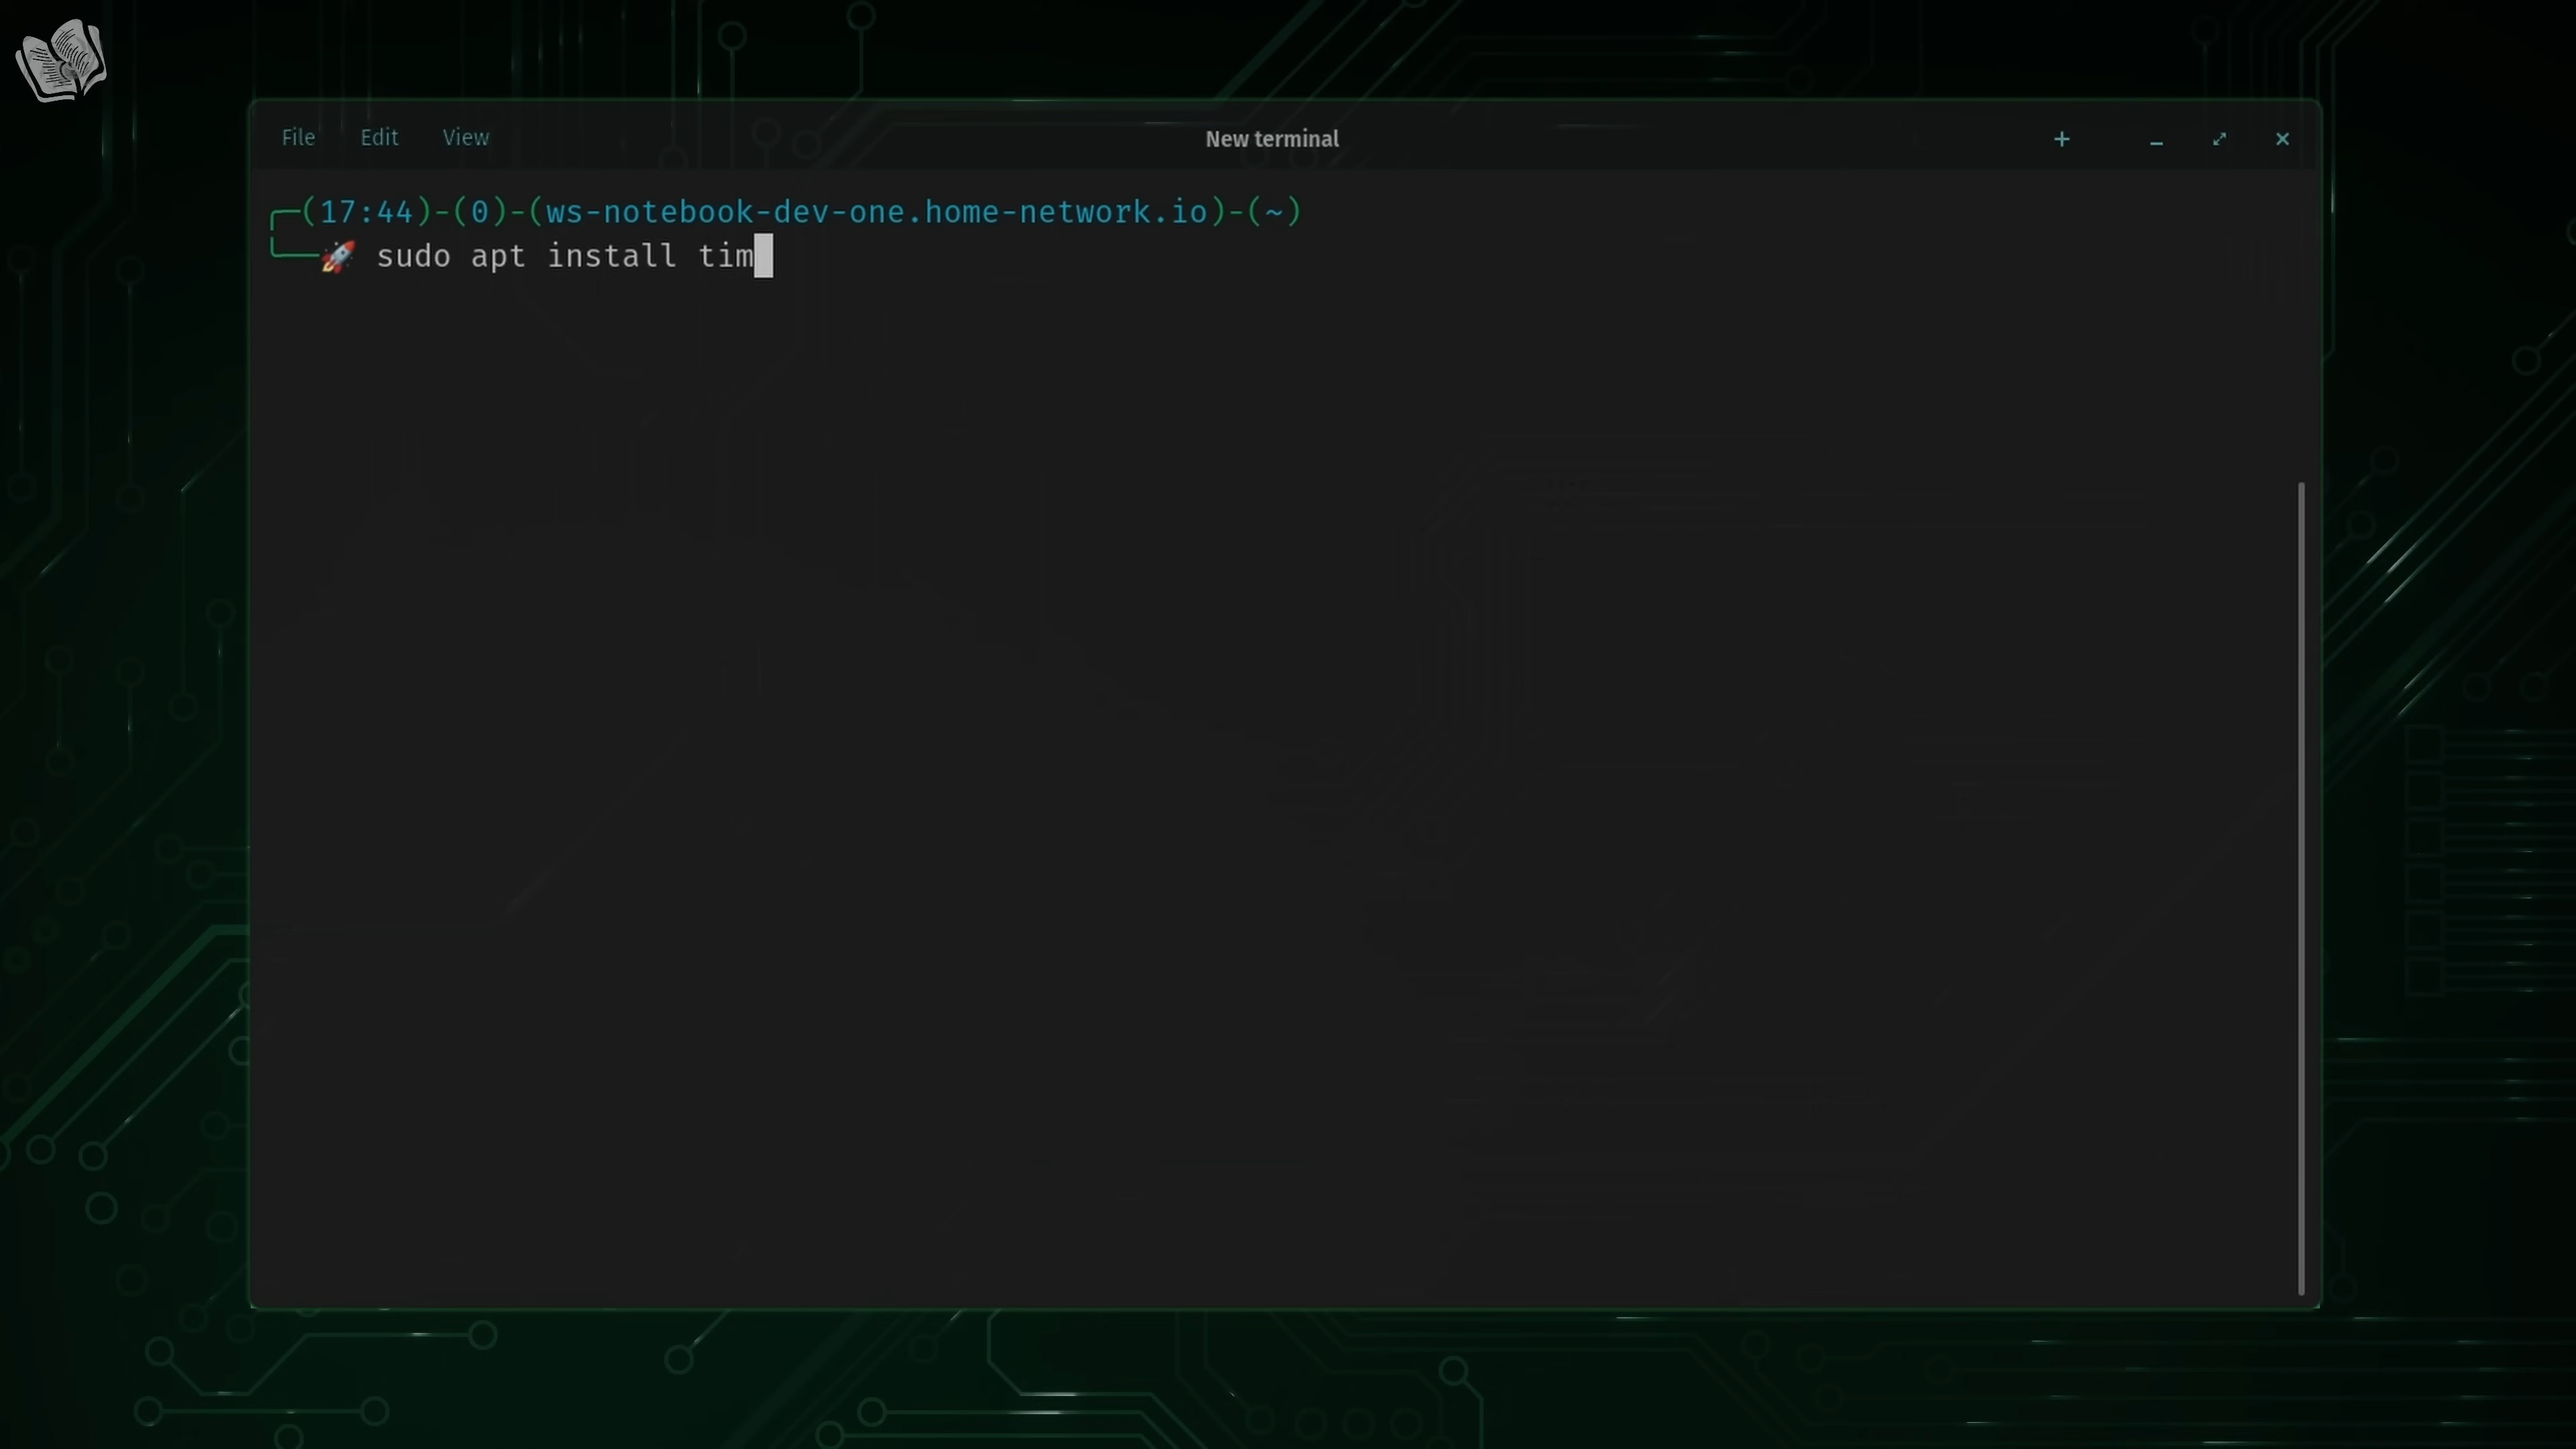 File Edit View New terminal
(17:44)-(0)-(ws-notebook-dev-one.home-network.io)-(~)
🚀 sudo apt install tim